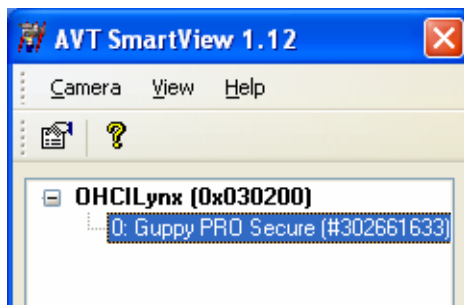 AVT SmartView 1.12
Camera View Help
OHCILynx (0x030200)
0: Guppy PRO Secure (#302661633)